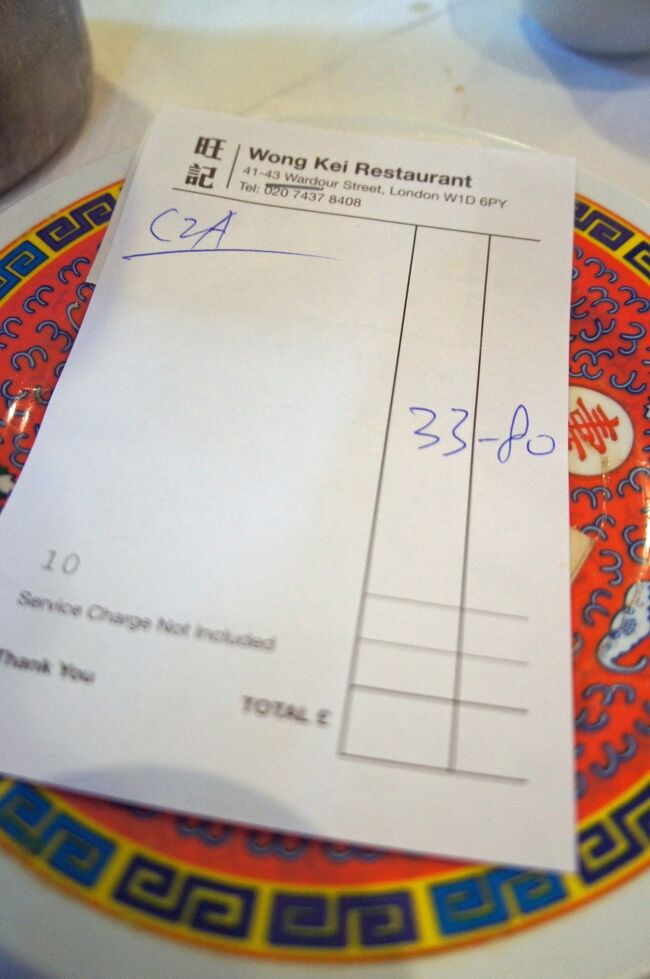 旺記
Wong Kei Restaurant
41-43 Wardour Street, London W1D 6PY
Tel: 020 7437 8408
C2A
33-80
10
Service Charge Not Included
Thank You
TOTAL £